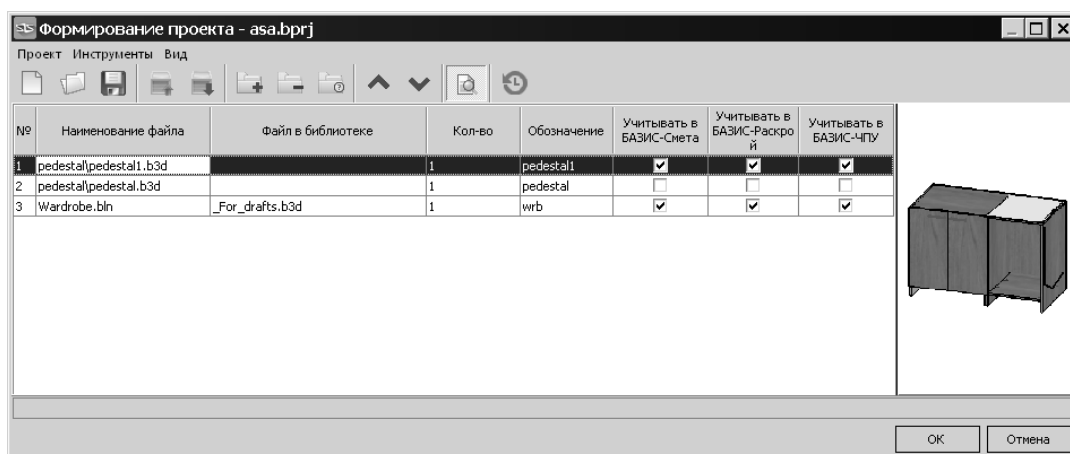 Формирование проекта - asa.bprj
Проект Инструменты Вид
№ Наименование файла Файл в библиотеке Кол-во Обозначение Учитывать в БАЗИС-Смета Учитывать в БАЗИС-Раскро й Учитывать в БАЗИС-ЧПУ
1 pedestal\pedestal1.b3d 1 pedestal1
2 pedestal\pedestal.b3d 1 pedestal
3 Wardrobe.bln _For_drafts.b3d 1 wrb
ОК Отмена